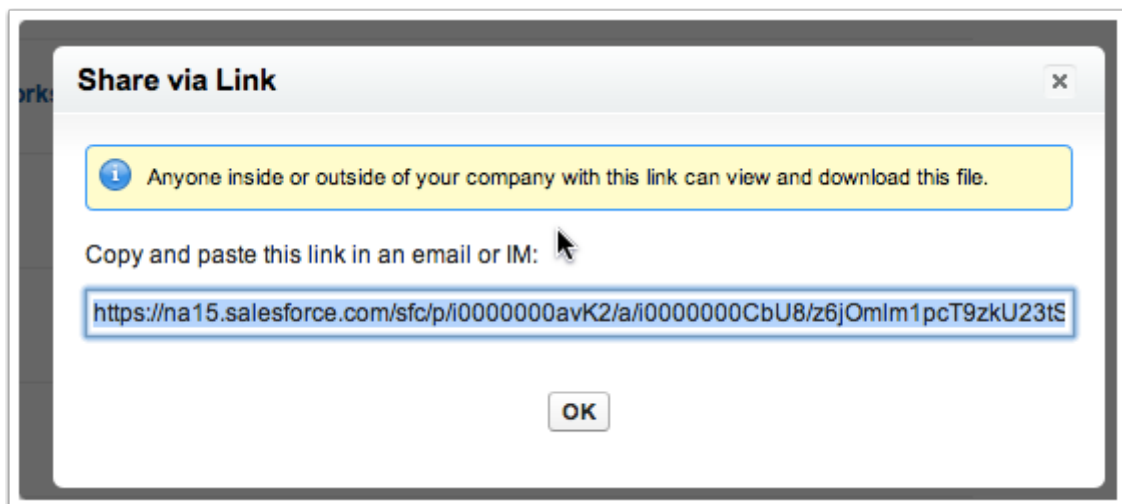 Share via Link
Anyone inside or outside of your company with this link can view and download this file.
Copy and paste this link in an email or IM:
https://na15.salesforce.com/sfc/p/i0000000avK2/a/i0000000CbU8/z6jOmlm1pcT9zkU23tS
OK